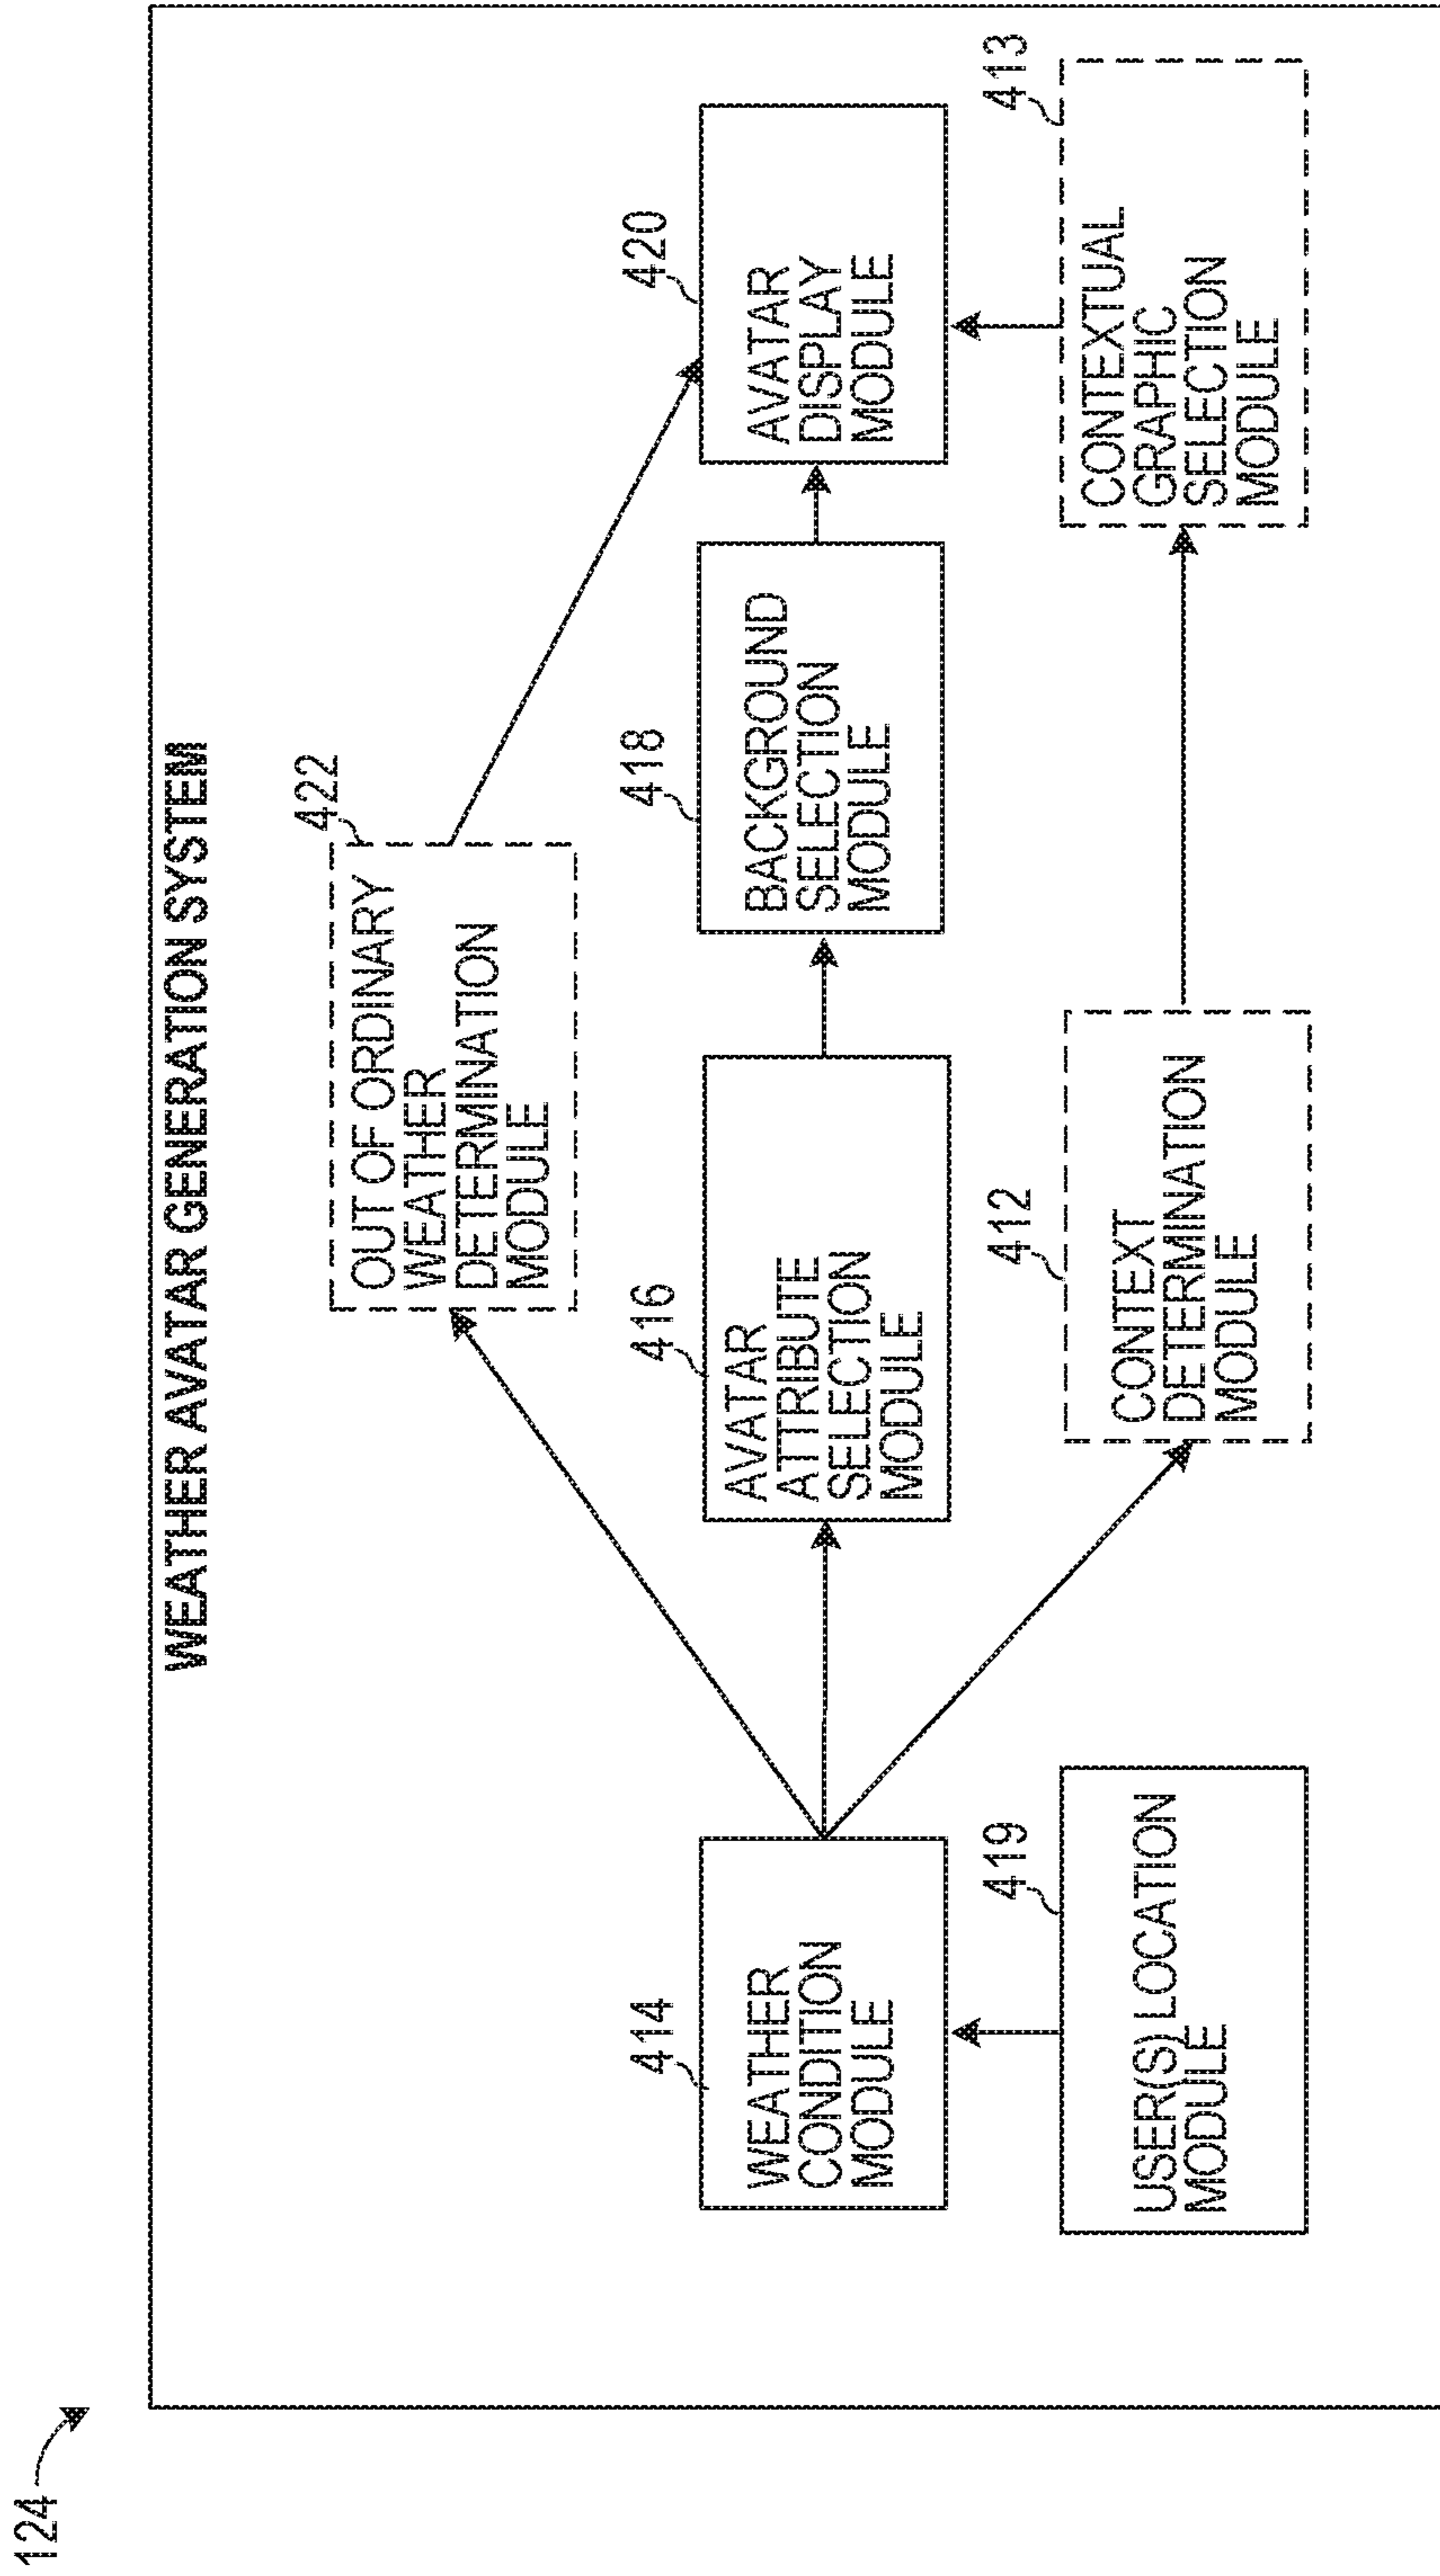 124
WEATHER AVATAR GENERATION SYSTEM
422
OUT OF ORDINARY
WEATHER
DETERMINATION
MODULE
414
WEATHER
CONDITION
MODULE
416
AVATAR
ATTRIBUTE
SELECTION
MODULE
418
BACKGROUND
SELECTION
MODULE
420
AVATAR
DISPLAY
MODULE
419
USER(S) LOCATION
MODULE
412
CONTEXT
DETERMINATION
MODULE
413
CONTEXTUAL
GRAPHIC
SELECTION
MODULE